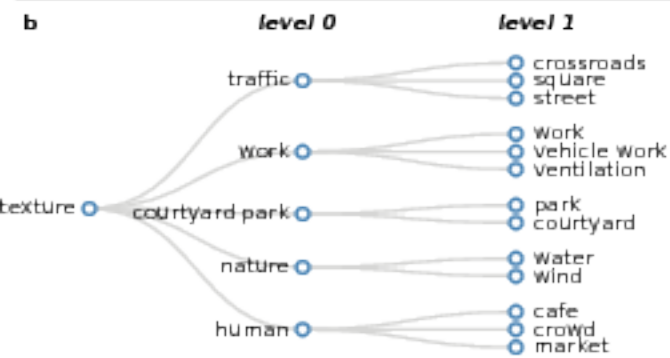 b level 0 level 1
crossroads
traffic square
street
work
work vehicle work
ventilation
park
texture courtyard park
courtyard
water
nature
wind
cafe
human crowd
market